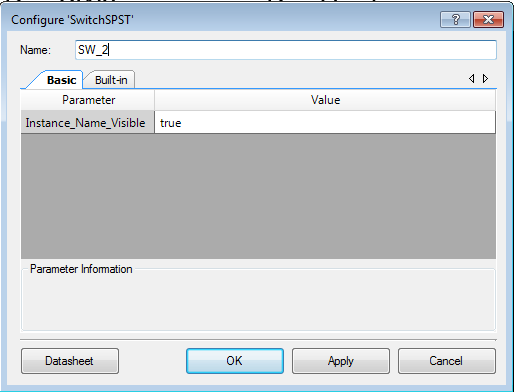 Configure 'SwitchSPST'
Name: SW_2
Basic Built-in
Parameter Value
Instance_Name_Visible true
Parameter Information
Datasheet OK Apply Cancel